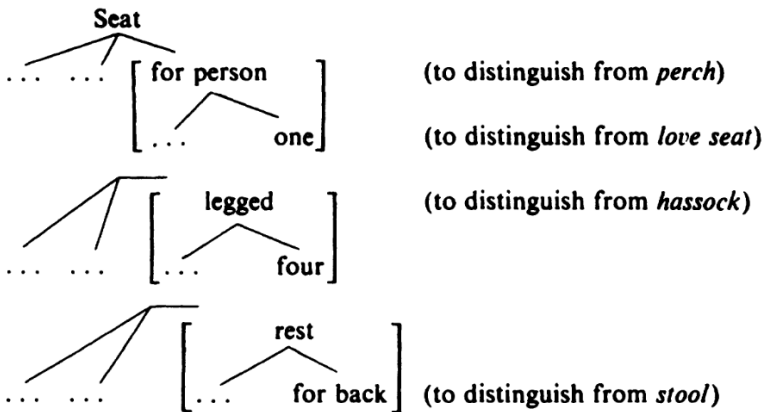 Seat
... ... [for person (to distinguish from perch)
... one] (to distinguish from love seat)
[legged (to distinguish from hassock)
... ... ... four]
[rest
... ... ... for back] (to distinguish from stool)